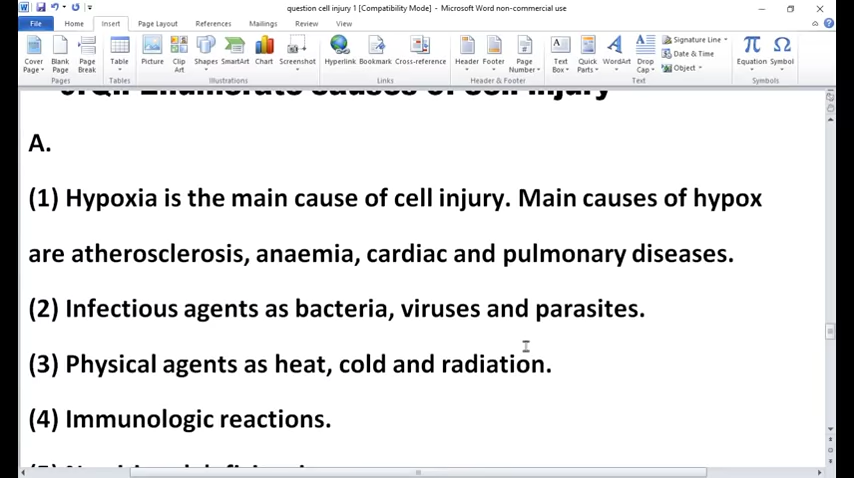 question cell injury 1 [Compatibility Mode] - Microsoft Word non-commercial use
File Home Insert Page Layout References Mailings Review View
Cover Page Blank Page Page Break Table Picture Clip Art Shapes SmartArt Chart Screenshot Hyperlink Bookmark Cross-reference Header Footer Page Number Text Box Quick Parts WordArt Drop Cap Signature Line Date & Time Object Equation Symbol
Pages Tables Illustrations Links Header & Footer Text Symbols
Enumerate causes of cell injury
A.
(1) Hypoxia is the main cause of cell injury. Main causes of hypox
are atherosclerosis, anaemia, cardiac and pulmonary diseases.
(2) Infectious agents as bacteria, viruses and parasites.
(3) Physical agents as heat, cold and radiation.
(4) Immunologic reactions.